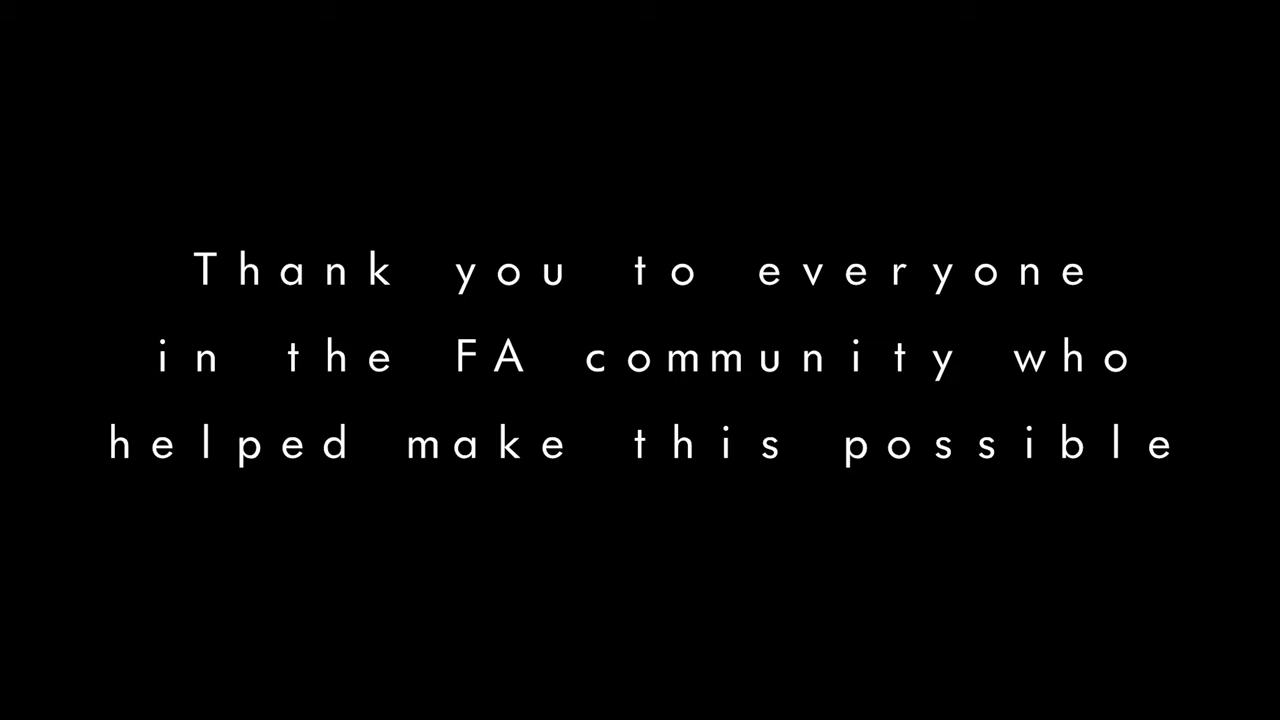 Thank you to everyone
in the FA community who
helped make this possible